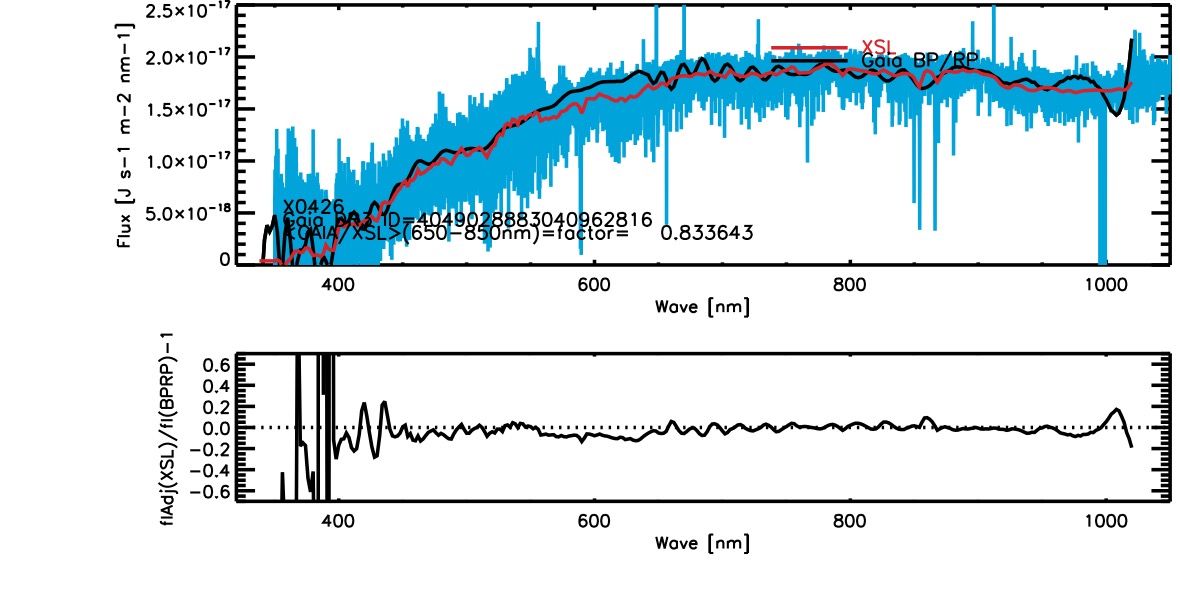 2.5×10⁻¹⁷
2.0×10⁻¹⁷
1.5×10⁻¹⁷
1.0×10⁻¹⁷
5.0×10⁻¹⁸
0
Flux [J s-1 m-2 nm-1]
XSL
Gaia BP/RP
X0426
Gaia DR3 ID=4049028883040962816
<GAIA/XSL>(650-850nm)=factor= 0.833643
400 600 800 1000
Wave [nm]
0.6
0.4
0.2
0.0
-0.2
-0.4
-0.6
flAdj(XSL)/fl(BPRP)-1
400 600 800 1000
Wave [nm]